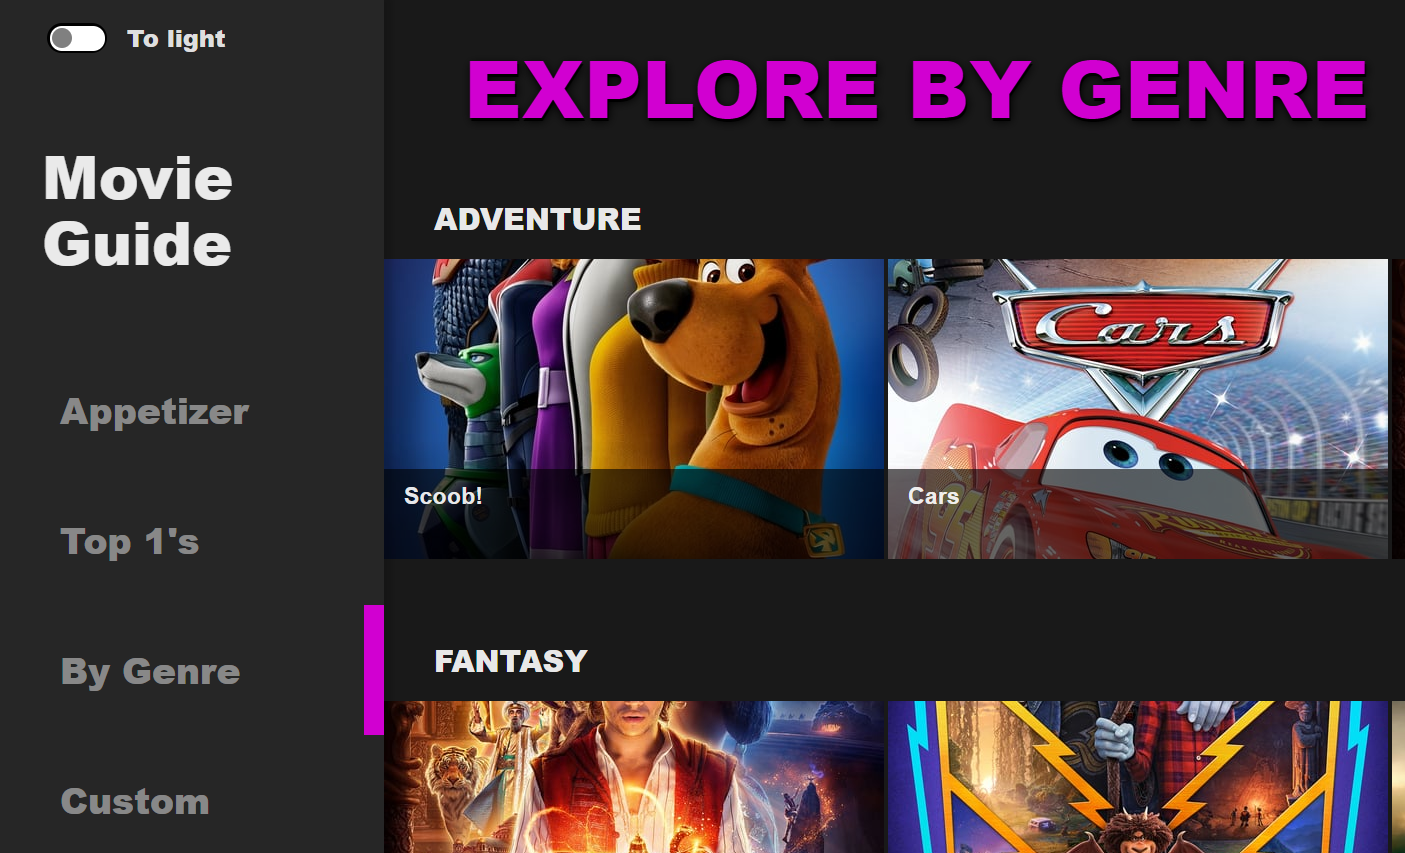 To light
Movie
Guide
Appetizer
Top 1's
By Genre
Custom
EXPLORE BY GENRE
ADVENTURE
Cars
Scoob!
Cars
FANTASY